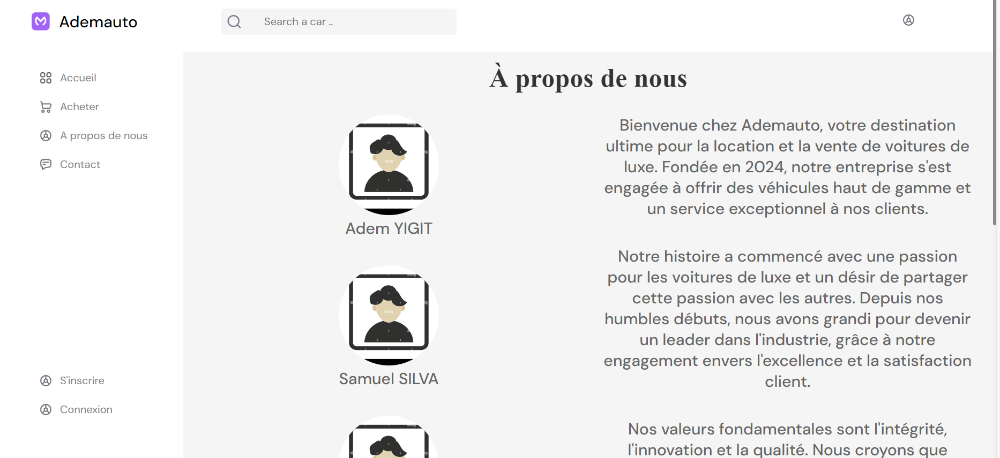 Ademauto
Search a car ..
Accueil
Acheter
A propos de nous
Contact
S'inscrire
Connexion
À propos de nous
Adem YIGIT
Samuel SILVA
Bienvenue chez Ademauto, votre destination
ultime pour la location et la vente de voitures de
luxe. Fondée en 2024, notre entreprise s'est
engagée à offrir des véhicules haut de gamme et
un service exceptionnel à nos clients.
Notre histoire a commencé avec une passion
pour les voitures de luxe et un désir de partager
cette passion avec les autres. Depuis nos
humbles débuts, nous avons grandi pour devenir
un leader dans l'industrie, grâce à notre
engagement envers l'excellence et la satisfaction
client.
Nos valeurs fondamentales sont l'intégrité,
l'innovation et la qualité. Nous croyons que